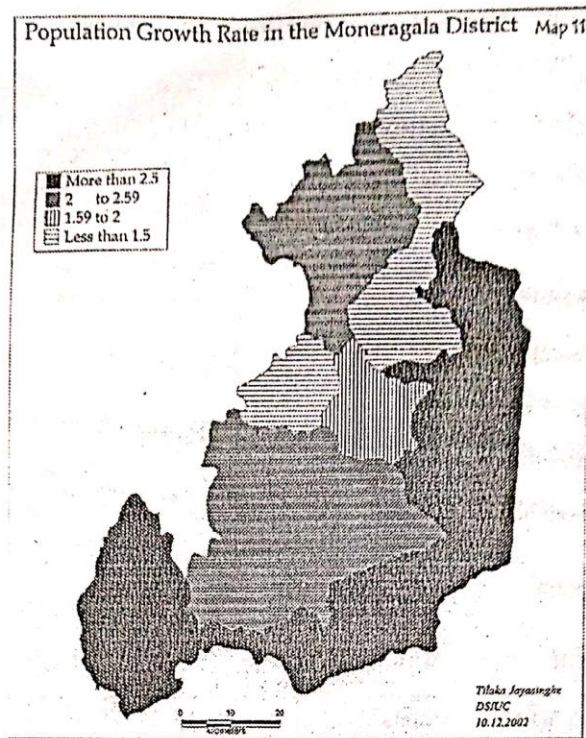 Population Growth Rate in the Moneragala District Map 11
More than 2.5
2 to 2.59
1.59 to 2
Less than 1.5
0 10 20
kilometers
Tilaka Jayasinghe
DS/UC
10.12.2002